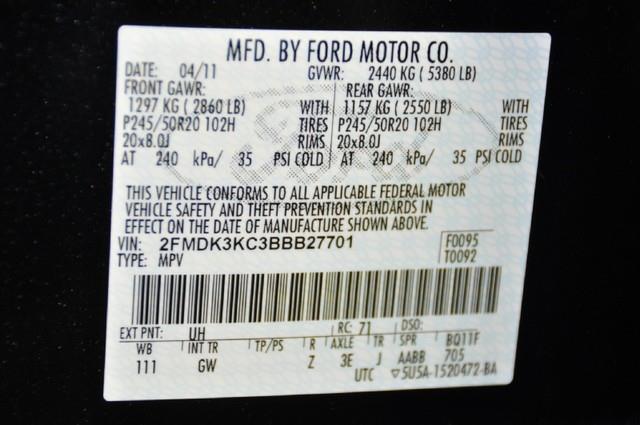 MFD. BY FORD MOTOR CO.
DATE: 04/11 GVWR: 2440 KG ( 5380 LB)
FRONT GAWR: REAR GAWR:
1297 KG ( 2860 LB) WITH 1157 KG ( 2550 LB) WITH
P245/50R20 102H TIRES P245/50R20 102H TIRES
20x8.0J RIMS 20x8.0J RIMS
AT 240 kPa/ 35 PSI COLD AT 240 kPa/ 35 PSI COLD
THIS VEHICLE CONFORMS TO ALL APPLICABLE FEDERAL MOTOR
VEHICLE SAFETY AND THEFT PREVENTION STANDARDS IN
EFFECT ON THE DATE OF MANUFACTURE SHOWN ABOVE.
VIN: 2FMDK3KC3BBB27701 F0095
TYPE: MPV T0092
EXT PNT: UH RC: 71 DSO:
WB INT TR TP/PS R AXLE TR SPR BQ11F
111 GW Z 3E J AABB 705
UTC ▽5U5A-1520472-BA